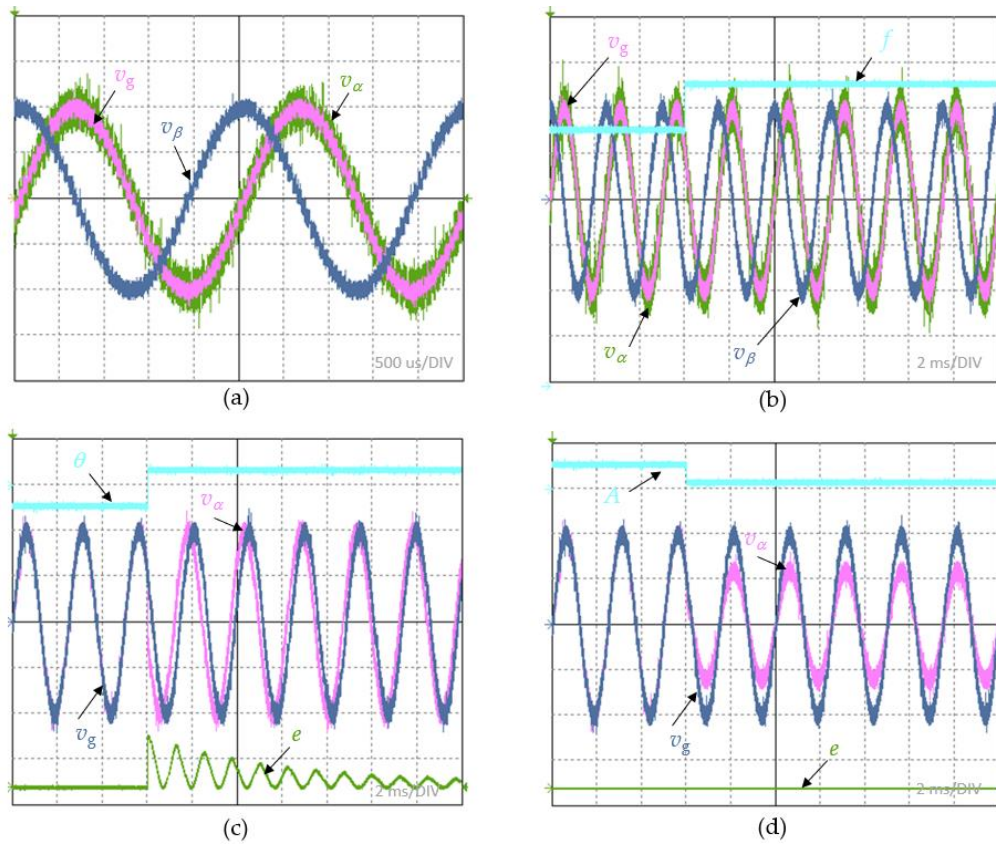 v_g
v_α
v_β
500 us/DIV
(a)
v_g
f
v_α
v_β
2 ms/DIV
(b)
θ
v_α
v_g
e
2 ms/DIV
(c)
A
v_α
v_g
e
2 ms/DIV
(d)